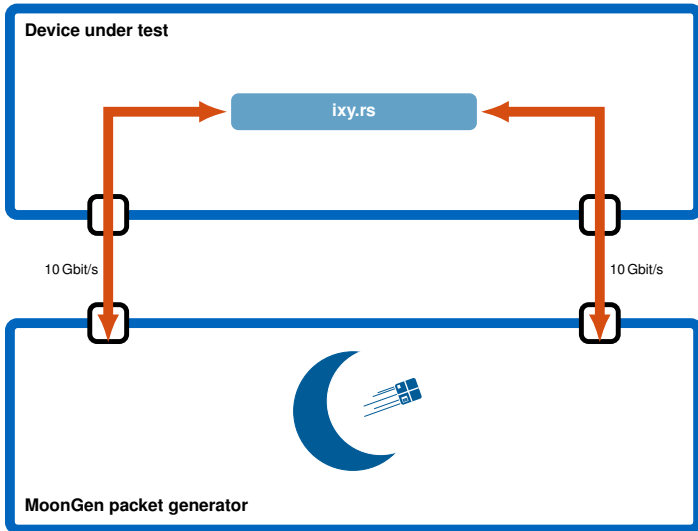 Device under test
ixy.rs
10 Gbit/s
10 Gbit/s
MoonGen packet generator